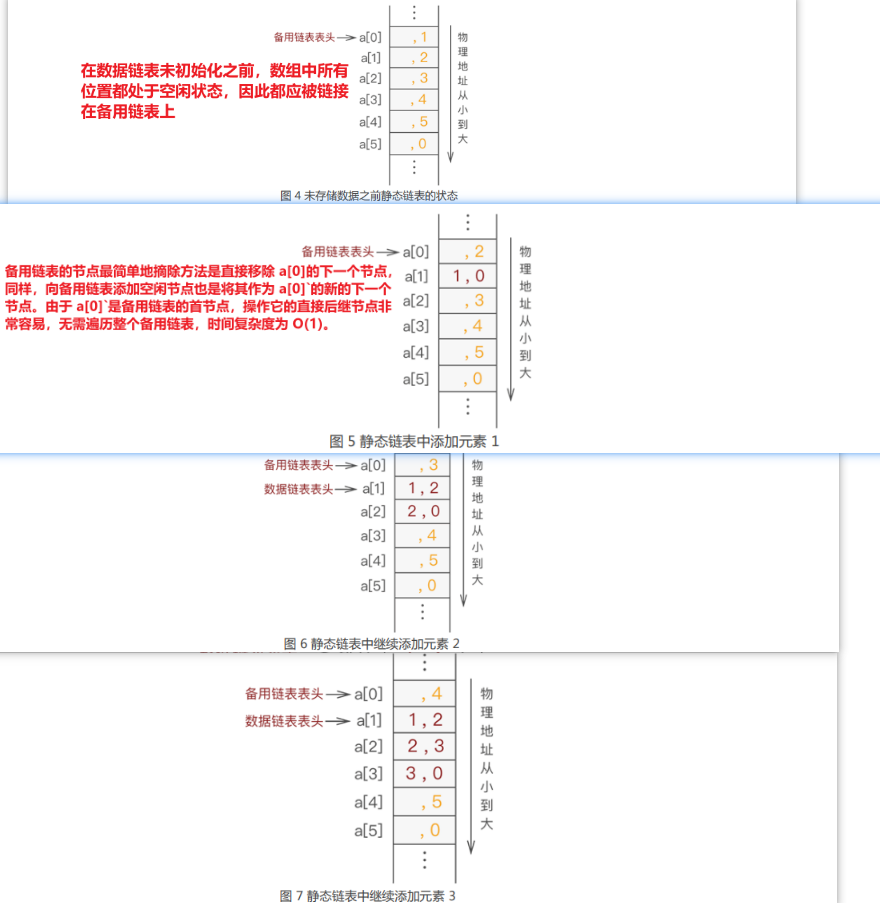 ⋮
备用链表表头 a[0] , 1
a[1] , 2
a[2] , 3
a[3] , 4
a[4] , 5
a[5] , 0
⋮
物理地址从小到大
在数据链表未初始化之前，数组中所有
位置都处于空闲状态，因此都应被链接
在备用链表上
图 4 未存储数据之前静态链表的状态
⋮
备用链表表头 a[0] , 2
a[1] 1 , 0
a[2] , 3
a[3] , 4
a[4] , 5
a[5] , 0
⋮
物理地址从小到大
备用链表的节点最简单地摘除方法是直接移除 a[0]的下一个节点，
同样，向备用链表添加空闲节点也是将其作为 a[0]`的新的下一个
节点。由于 a[0]`是备用链表的首节点，操作它的直接后继节点非
常容易，无需遍历整个备用链表，时间复杂度为 O(1)。
图 5 静态链表中添加元素 1
备用链表表头 a[0] , 3
数据链表表头 a[1] 1 , 2
a[2] 2 , 0
a[3] , 4
a[4] , 5
a[5] , 0
⋮
物理地址从小到大
图 6 静态链表中继续添加元素 2
⋮
备用链表表头 a[0] , 4
数据链表表头 a[1] 1 , 2
a[2] 2 , 3
a[3] 3 , 0
a[4] , 5
a[5] , 0
⋮
物理地址从小到大
图 7 静态链表中继续添加元素 3